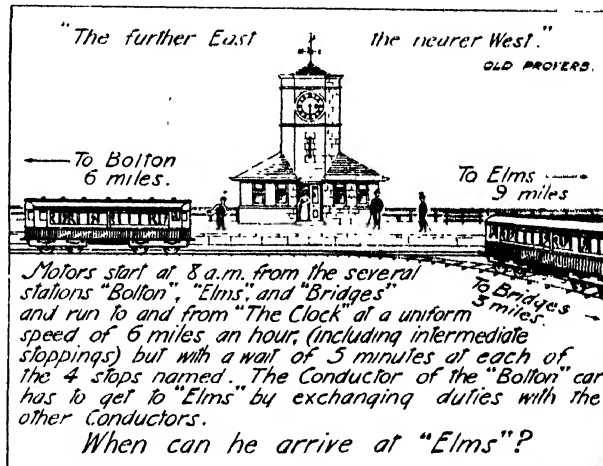 "The further East the nearer West."
OLD PROVERB.
To Bolton
6 miles.
To Elms
9 miles
To Bridges
3 miles.
Motors start at 8 a.m. from the several
stations "Bolton", "Elms", and "Bridges"
and run to and from "The Clock" at a uniform
speed of 6 miles an hour, (including intermediate
stoppings) but with a wait of 5 minutes at each of
the 4 stops named. The Conductor of the "Bolton" car
has to get to "Elms" by exchanging duties with the
other Conductors.
When can he arrive at "Elms"?